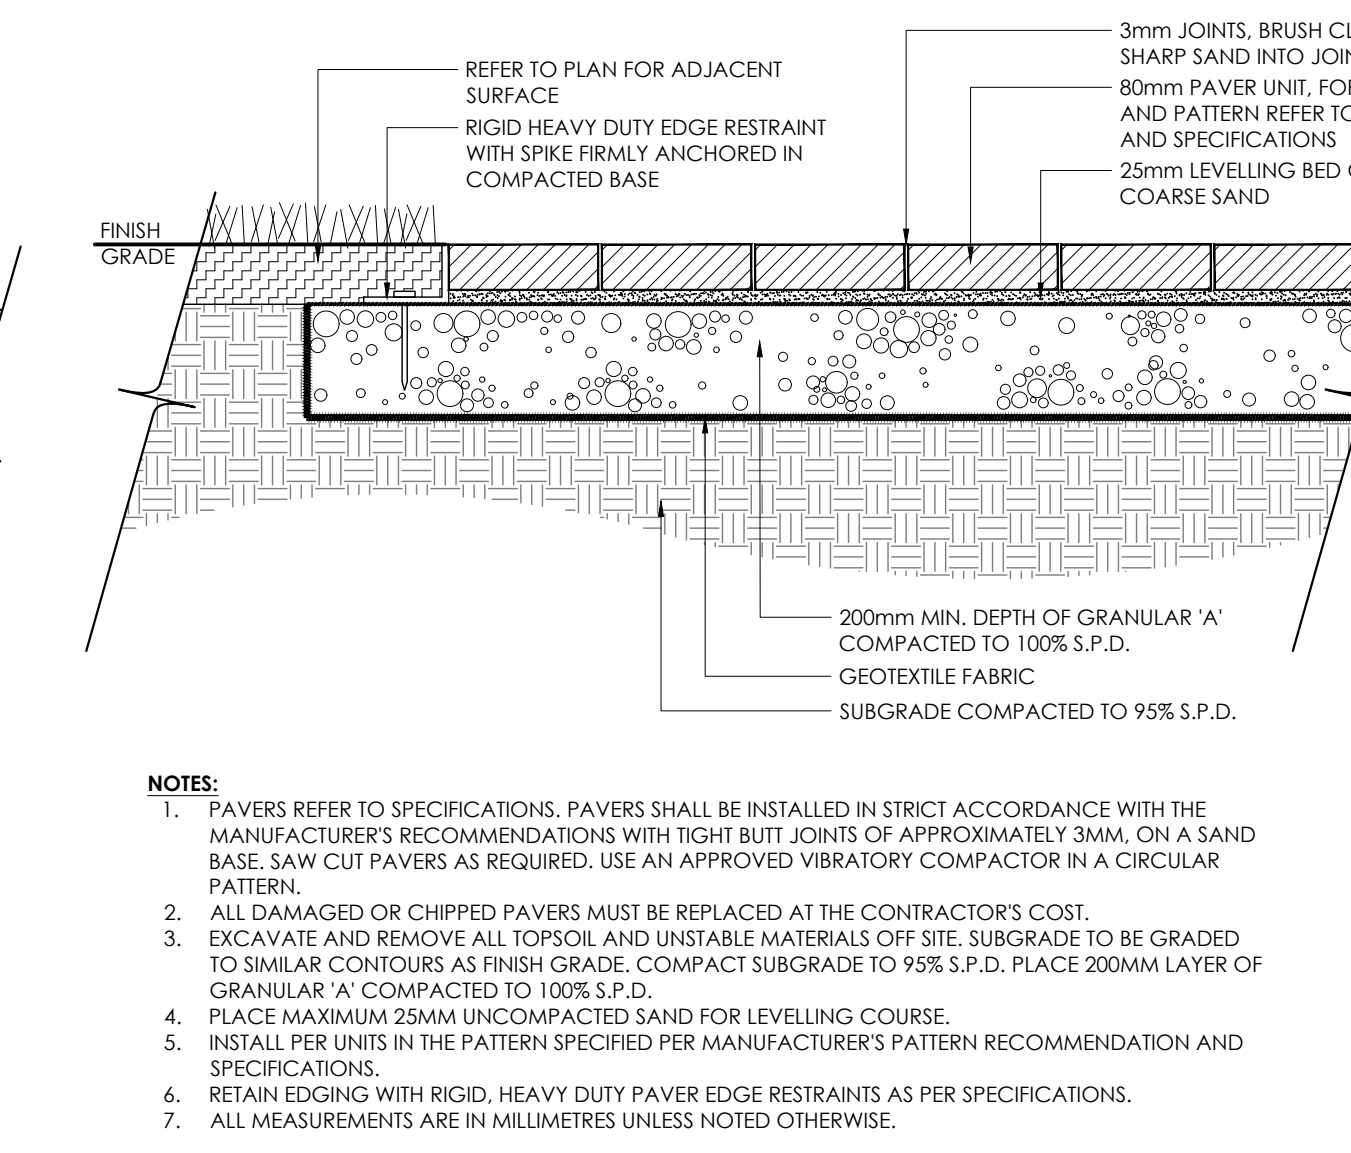 3mm JOINTS, BRUSH
SHARP SAND INTO
REFER TO PLAN FOR ADJACENT
SURFACE
80mm PAVER UNIT,
AND PATTERN REFER TO
AND SPECIFICATIONS
RIGID HEAVY DUTY EDGE RESTRAINT
WITH SPIKE FIRMLY ANCHORED IN
COMPACTED BASE
25mm LEVELLING BED
COARSE SAND
FINISH
GRADE
200mm MIN. DEPTH OF GRANULAR 'A'
COMPACTED TO 100% S.P.D.
GEOTEXTILE FABRIC
SUBGRADE COMPACTED TO 95% S.P.D.
NOTES:
1. PAVERS REFER TO SPECIFICATIONS. PAVERS SHALL BE INSTALLED IN STRICT ACCORDANCE WITH THE
MANUFACTURER'S RECOMMENDATIONS WITH TIGHT BUTT JOINTS OF APPROXIMATELY 3MM, ON A SAND
BASE. SAW CUT PAVERS AS REQUIRED. USE AN APPROVED VIBRATORY COMPACTOR IN A CIRCULAR
PATTERN.
2. ALL DAMAGED OR CHIPPED PAVERS MUST BE REPLACED AT THE CONTRACTOR'S COST.
3. EXCAVATE AND REMOVE ALL TOPSOIL AND UNSTABLE MATERIALS OFF SITE. SUBGRADE TO BE GRADED
TO SIMILAR CONTOURS AS FINISH GRADE. COMPACT SUBGRADE TO 95% S.P.D. PLACE 200MM LAYER OF
GRANULAR 'A' COMPACTED TO 100% S.P.D.
4. PLACE MAXIMUM 25MM UNCOMPACTED SAND FOR LEVELLING COURSE.
5. INSTALL PER UNITS IN THE PATTERN SPECIFIED PER MANUFACTURER'S PATTERN RECOMMENDATION AND
SPECIFICATIONS.
6. RETAIN EDGING WITH RIGID, HEAVY DUTY PAVER EDGE RESTRAINTS AS PER SPECIFICATIONS.
7. ALL MEASUREMENTS ARE IN MILLIMETRES UNLESS NOTED OTHERWISE.